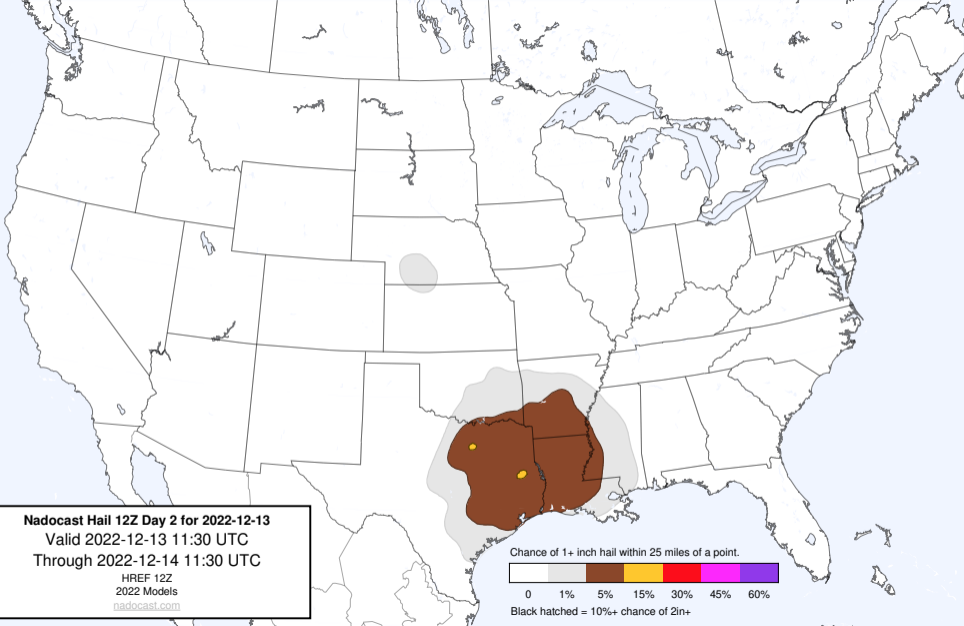 Nadocast Hail 12Z Day 2 for 2022-12-13
Valid 2022-12-13 11:30 UTC
Through 2022-12-14 11:30 UTC
HREF 12Z
2022 Models
nadocast.com
Chance of 1+ inch hail within 25 miles of a point.
0 1% 5% 15% 30% 45% 60%
Black hatched = 10%+ chance of 2in+